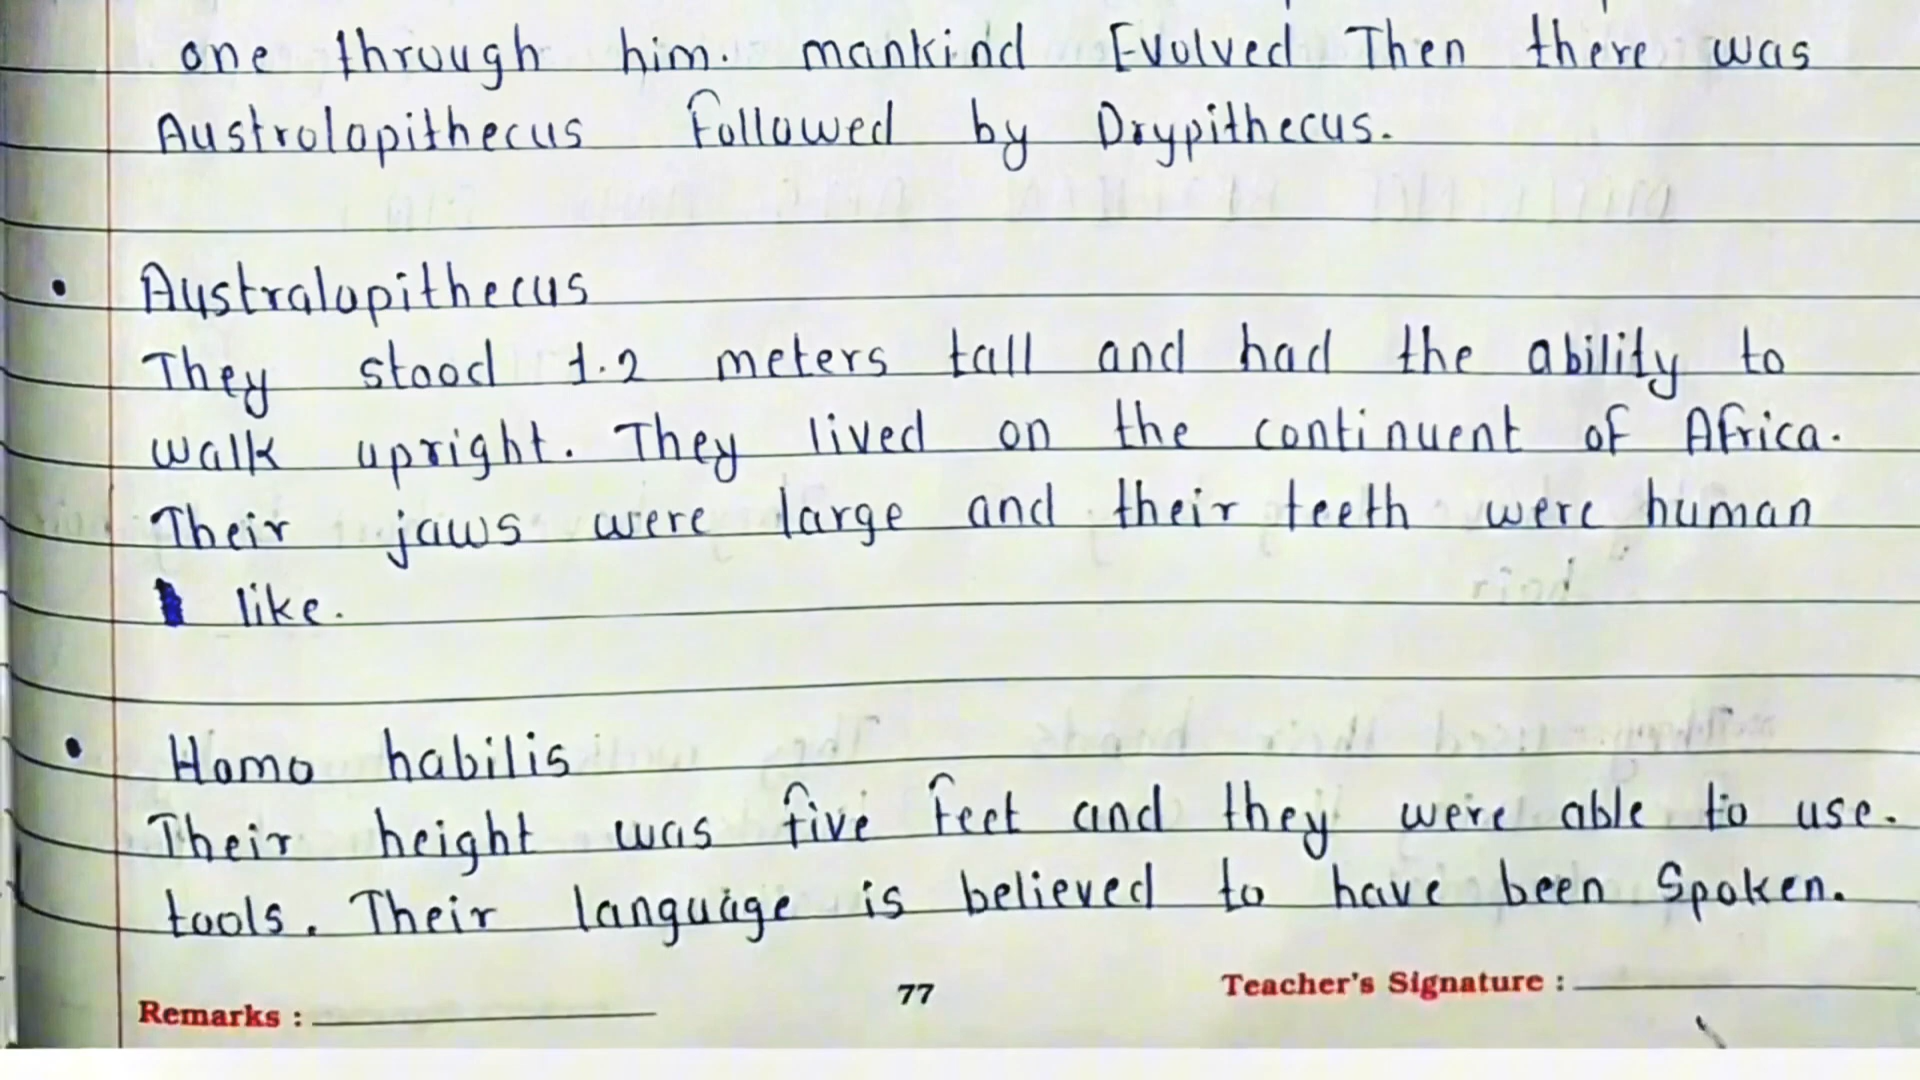 one through him. mankind Evolved Then there was
Austrolopithecus followed by Drypithecus.
• Australopithecus
They stood 1.2 meters tall and had the ability to
walk upright. They lived on the continuent of Africa.
Their jaws were large and their teeth were human
like.
• Homo habilis
Their height was five feet and they were able to use.
tools. Their language is believed to have been Spoken.
Remarks : 77 Teacher's Signature :